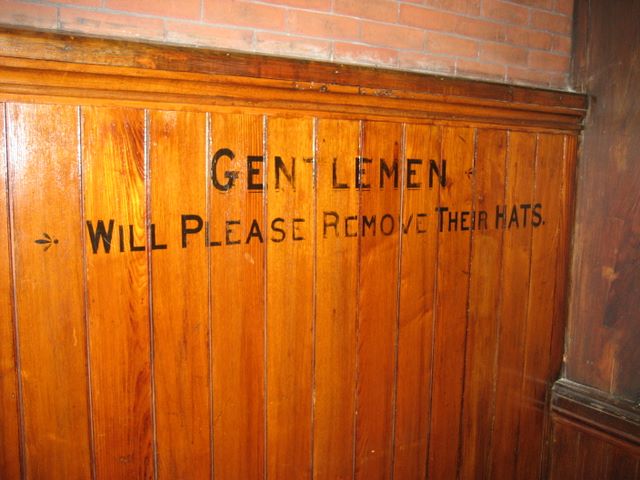 GENTLEMEN
WILL PLEASE REMOVE THEIR HATS.